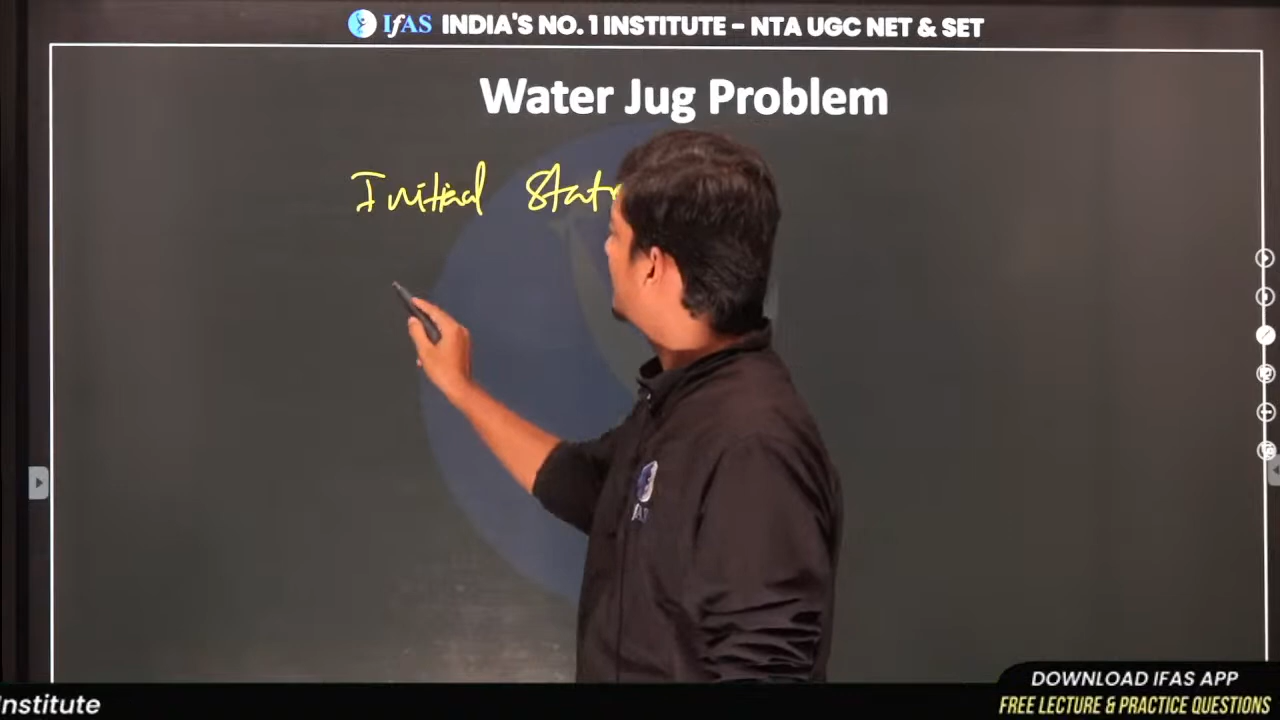 IfAS INDIA'S NO. 1 INSTITUTE - NTA UGC NET & SET
Water Jug Problem
Initial
DOWNLOAD IFAS APP
FREE LECTURE & PRACTICE QUESTIONS